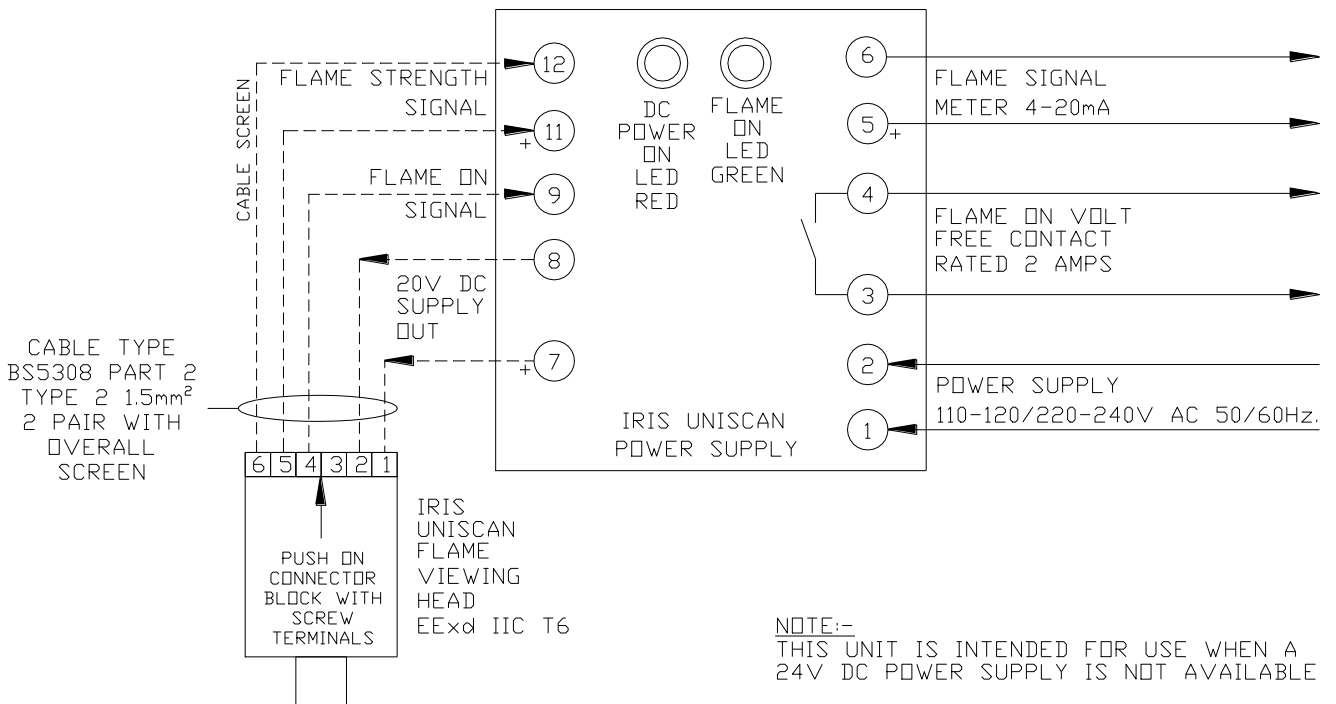 12
FLAME STRENGTH
SIGNAL
CABLE SCREEN
11
+
FLAME ON
SIGNAL
9
8
20V DC
SUPPLY
OUT
7
+
CABLE TYPE
BS5308 PART 2
TYPE 2 1.5mm²
2 PAIR WITH
OVERALL
SCREEN
6 5 4 3 2 1
PUSH ON
CONNECTOR
BLOCK WITH
SCREW
TERMINALS
IRIS
UNISCAN
FLAME
VIEWING
HEAD
EExd IIC T6
DC
POWER
ON
LED
RED
FLAME
ON
LED
GREEN
IRIS UNISCAN
POWER SUPPLY
6
FLAME SIGNAL
METER 4-20mA
5
+
4
FLAME ON VOLT
FREE CONTACT
RATED 2 AMPS
3
2
POWER SUPPLY
110-120/220-240V AC 50/60Hz.
1
NOTE:-
THIS UNIT IS INTENDED FOR USE WHEN A
24V DC POWER SUPPLY IS NOT AVAILABLE